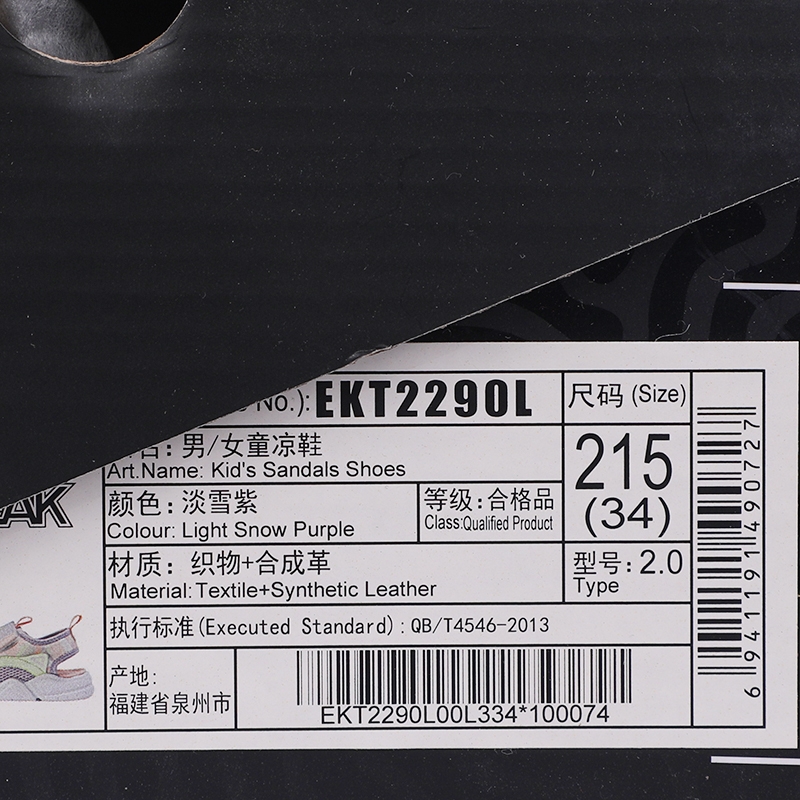 No.): EKT2290L
尺码 (Size)
名: 男/女童凉鞋
Art.Name: Kid's Sandals Shoes
215
(34)
颜色: 淡雪紫
Colour: Light Snow Purple
等级:合格品
Class:Qualified Product
材质: 织物+合成革
Material: Textile+Synthetic Leather
型号: 2.0
Type
执行标准(Executed Standard): QB/T4546-2013
产地:
福建省泉州市
EKT2290L00L334*100074
6941191490727